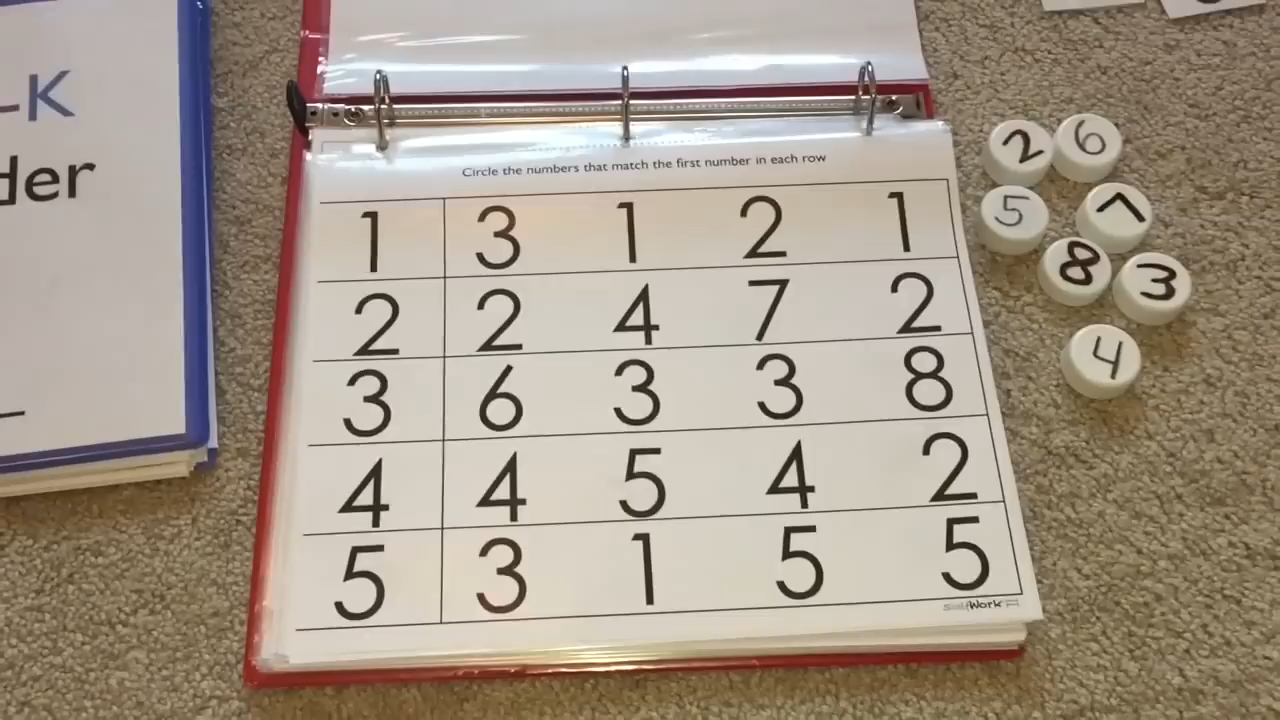 -K
der
Circle the numbers that match the first number in each row
1 3 1 2 1
2 2 4 7 2
3 6 3 3 8
4 4 5 4 2
5 3 1 5 5
Work
2 6
5 7
8 3
4